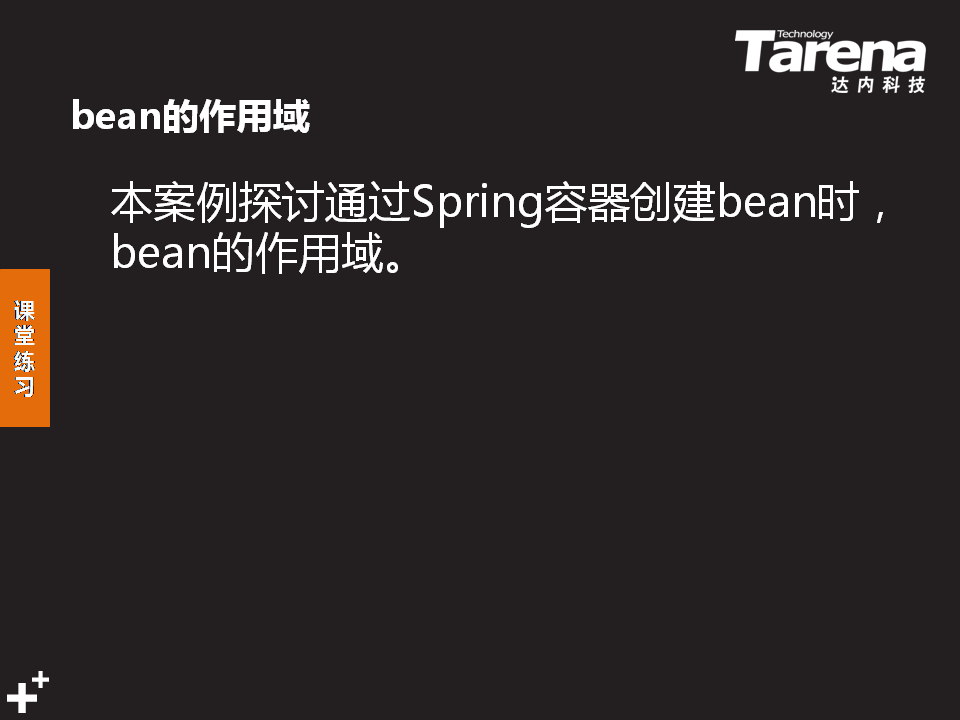 Technology
Tarena
达内科技
bean的作用域
本案例探讨通过Spring容器创建bean时，
bean的作用域。
课
堂
练
习